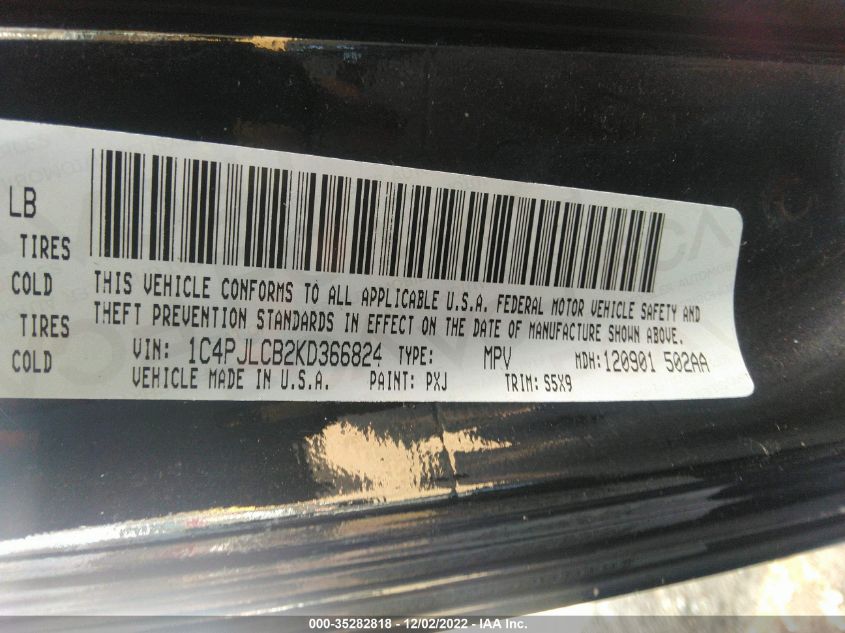 LB
TIRES
COLD
TIRES
COLD
THIS VEHICLE CONFORMS TO ALL APPLICABLE U.S.A. FEDERAL MOTOR VEHICLE SAFETY AND
THEFT PREVENTION STANDARDS IN EFFECT ON THE DATE OF MANUFACTURE SHOWN ABOVE.
VIN: 1C4PJLCB2KD366824 TYPE: MPV MDH:120901 502AA
VEHICLE MADE IN U.S.A. PAINT: PXJ TRIM: S5X9
000-35282818 - 12/02/2022 - IAA Inc.